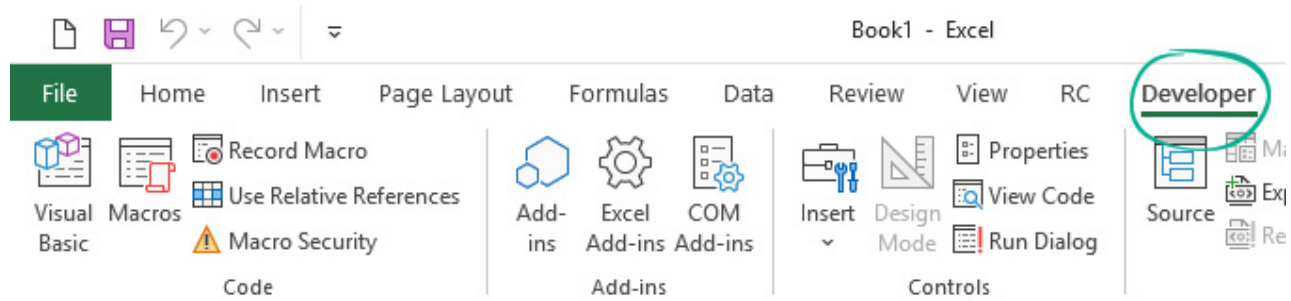 Book1 - Excel
File Home Insert Page Layout Formulas Data Review View RC Developer
Record Macro
Use Relative References
Macro Security
Visual
Basic
Macros
Code
Add-
ins
Excel
Add-ins
COM
Add-ins
Add-ins
Insert
Design
Mode
Properties
View Code
Run Dialog
Controls
Source